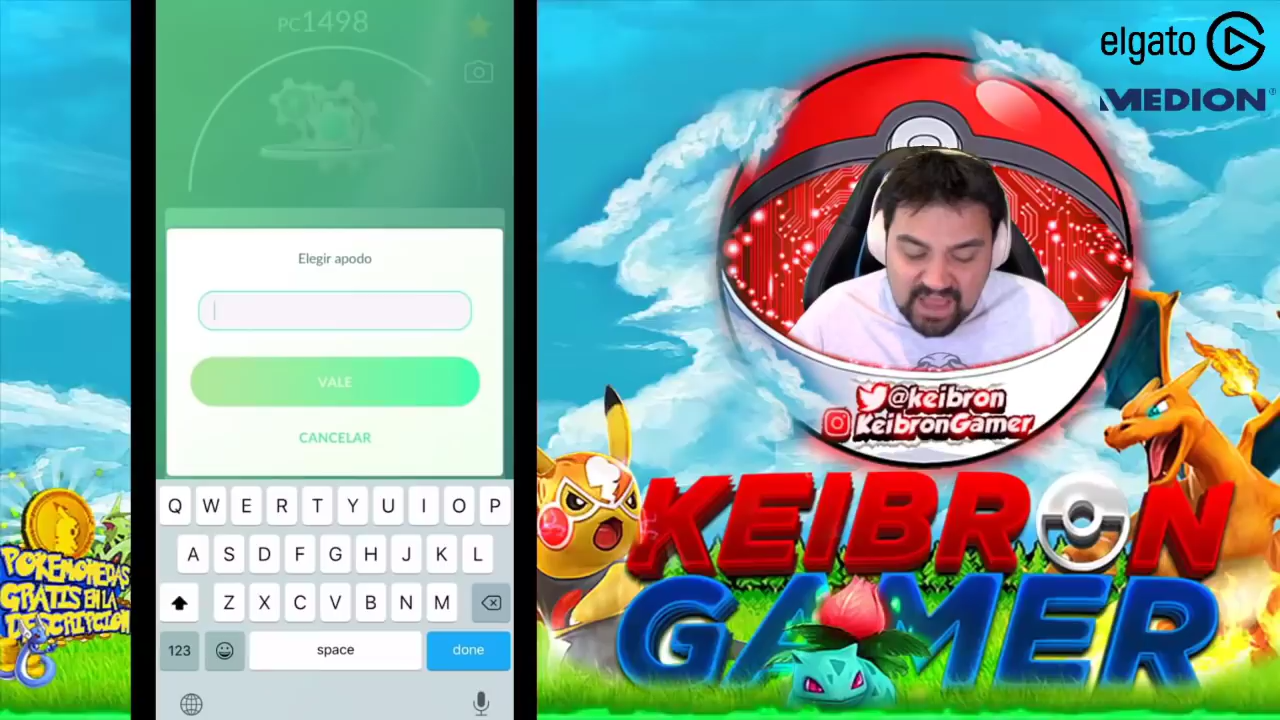 PC1498
Elegir apodo
VALE
CANCELAR
Q W E R T Y U I O P
A S D F G H J K L
Z X C V B N M
123 space done
elgato
MEDION®
@keibron
KeibronGamer
KEIBRON
GAMER
POKEMONEDAS
GRATIS EN LA
DESCRIPCION